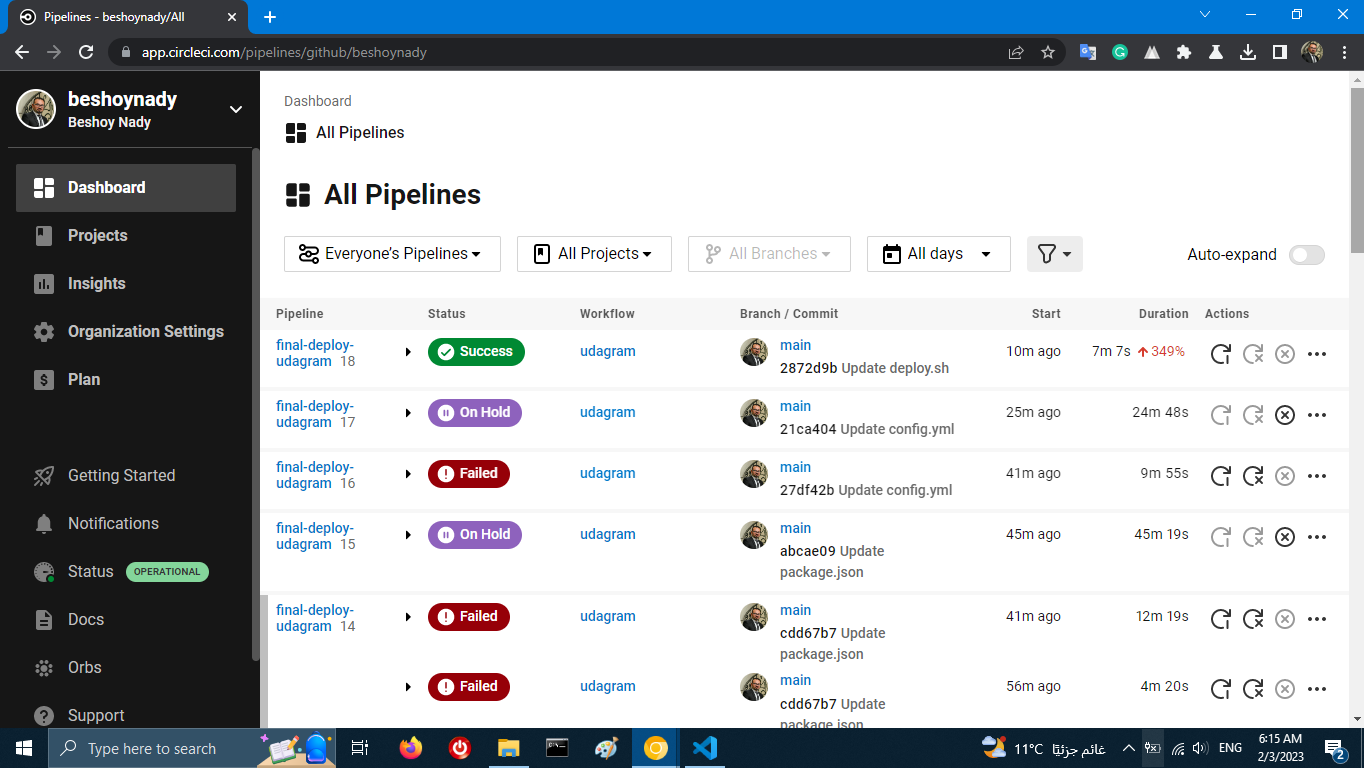 Pipelines - beshoynady/All
app.circleci.com/pipelines/github/beshoynady
beshoynady
Beshoy Nady
Dashboard
Projects
Insights
Organization Settings
Plan
Getting Started
Notifications
Status OPERATIONAL
Docs
Orbs
Support
Dashboard
All Pipelines
All Pipelines
Everyone’s Pipelines All Projects All Branches All days Auto-expand
Pipeline Status Workflow Branch / Commit Start Duration Actions
final-deploy-udagram 18 Success udagram main 10m ago 7m 7s 349%
2872d9b Update deploy.sh
final-deploy-udagram 17 On Hold udagram main 25m ago 24m 48s
21ca404 Update config.yml
final-deploy-udagram 16 Failed udagram main 41m ago 9m 55s
27df42b Update config.yml
final-deploy-udagram 15 On Hold udagram main 45m ago 45m 19s
abcae09 Update
package.json
final-deploy-udagram 14 Failed udagram main 41m ago 12m 19s
cdd67b7 Update
package.json
Failed udagram main 56m ago 4m 20s
cdd67b7 Update
package.json
Type here to search
11°C غائم جزئيًا
ENG
6:15 AM
2/3/2023
2